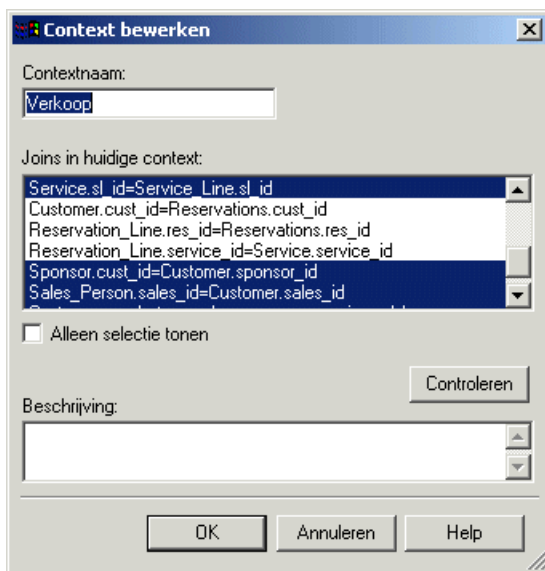 Context bewerken
Contextnaam:
Verkoop
Joins in huidige context:
Service.sl_id=Service_Line.sl_id
Customer.cust_id=Reservations.cust_id
Reservation_Line.res_id=Reservations.res_id
Reservation_Line.service_id=Service.service_id
Sponsor.cust_id=Customer.sponsor_id
Sales_Person.sales_id=Customer.sales_id
Alleen selectie tonen
Controleren
Beschrijving:
OK Annuleren Help